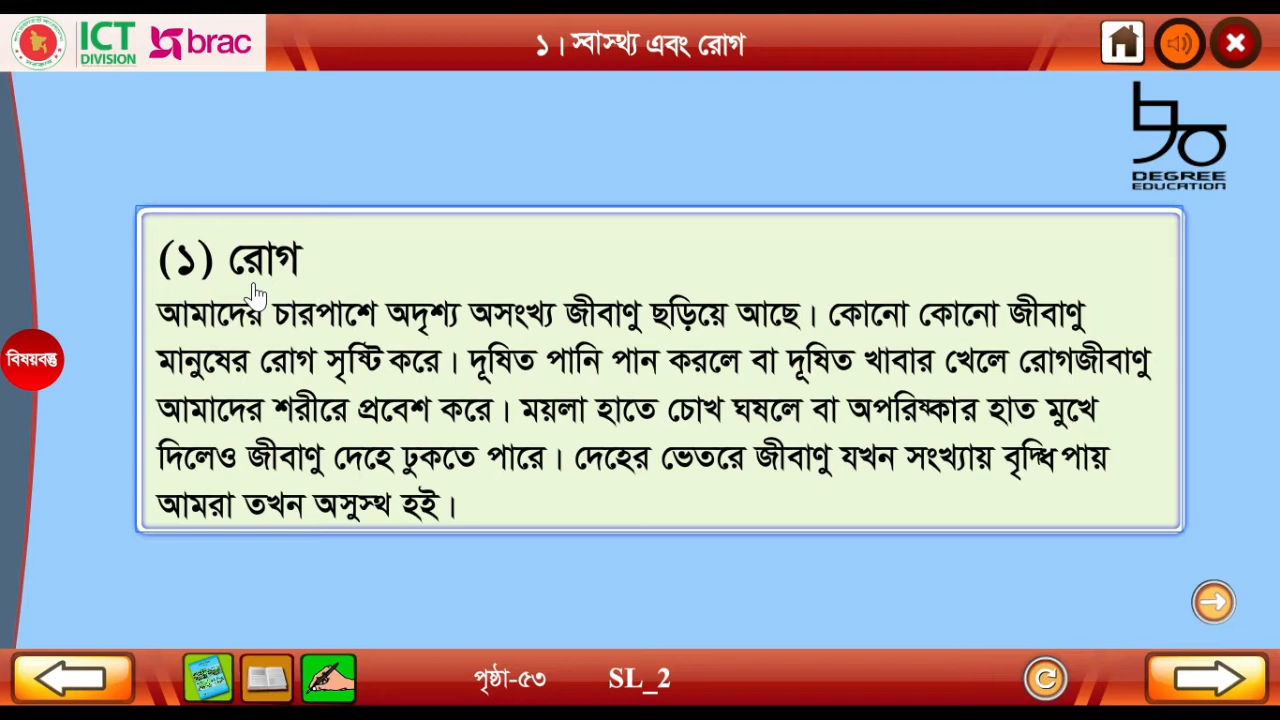 ICT
DIVISION
brac
১। স্বাস্থ্য এবং রোগ
DEGREE
EDUCATION
(১) রোগ
আমাদের চারপাশে অদৃশ্য অসংখ্য জীবাণু ছড়িয়ে আছে। কোনো কোনো জীবাণু
মানুষের রোগ সৃষ্টি করে। দূষিত পানি পান করলে বা দূষিত খাবার খেলে রোগজীবাণু
আমাদের শরীরে প্রবেশ করে। ময়লা হাতে চোখ ঘষলে বা অপরিষ্কার হাত মুখে
দিলেও জীবাণু দেহে ঢুকতে পারে। দেহের ভেতরে জীবাণু যখন সংখ্যায় বৃদ্ধি পায়
আমরা তখন অসুস্থ হই।
বিষয়বস্তু
পৃষ্ঠা-৫৩
SL_2